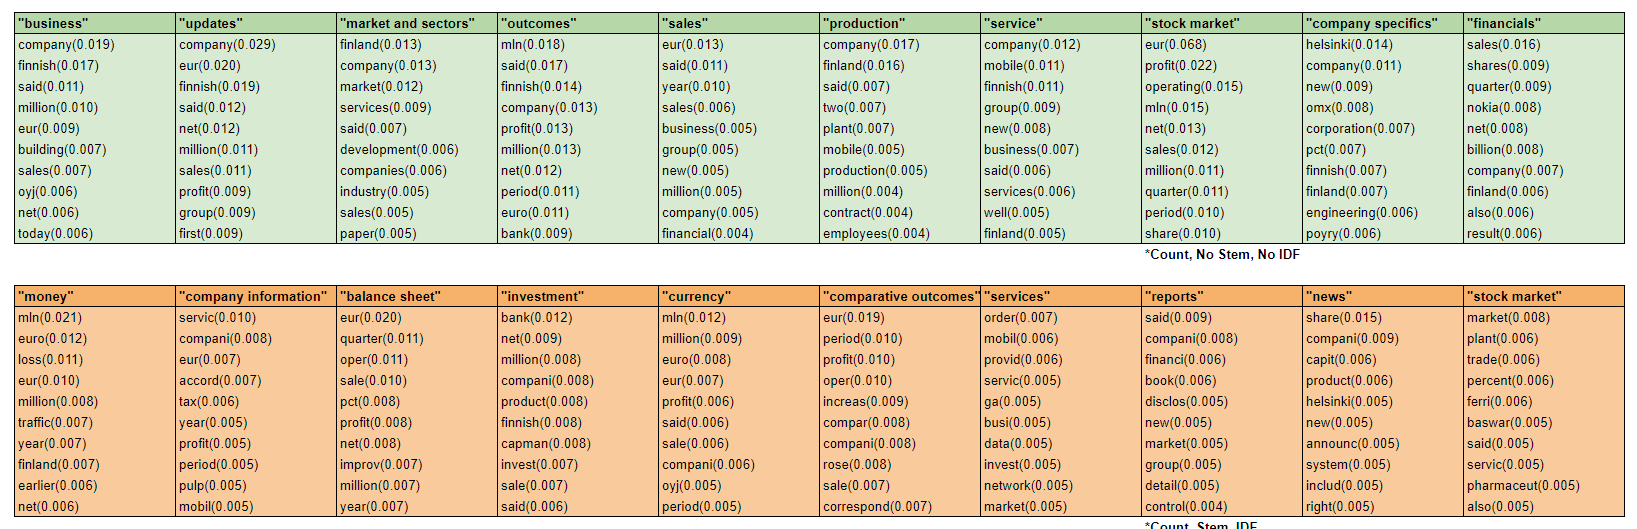 "business" "updates" "market and sectors" "outcomes" "sales" "production" "service" "stock market" "company specifics" "financials"
company(0.019) company(0.029) finland(0.013) mln(0.018) eur(0.013) company(0.017) company(0.012) eur(0.068) helsinki(0.014) sales(0.016)
finnish(0.017) eur(0.020) company(0.013) said(0.017) said(0.011) finland(0.016) mobile(0.011) profit(0.022) company(0.011) shares(0.009)
said(0.011) finnish(0.019) market(0.012) finnish(0.014) year(0.010) said(0.007) finnish(0.011) operating(0.015) new(0.009) quarter(0.009)
million(0.010) said(0.012) services(0.009) company(0.013) sales(0.006) two(0.007) group(0.009) mln(0.015) omx(0.008) nokia(0.008)
eur(0.009) net(0.012) said(0.007) profit(0.013) business(0.005) plant(0.007) new(0.008) net(0.013) corporation(0.007) net(0.008)
building(0.007) million(0.011) development(0.006) million(0.013) group(0.005) mobile(0.005) business(0.007) sales(0.012) pct(0.007) billion(0.008)
sales(0.007) sales(0.011) companies(0.006) net(0.012) new(0.005) production(0.005) said(0.006) million(0.011) finnish(0.007) company(0.007)
oyj(0.006) profit(0.009) industry(0.005) period(0.011) million(0.005) million(0.004) services(0.006) quarter(0.011) finland(0.007) finland(0.006)
net(0.006) group(0.009) sales(0.005) euro(0.011) company(0.005) contract(0.004) well(0.005) period(0.010) engineering(0.006) also(0.006)
today(0.006) first(0.009) paper(0.005) bank(0.009) financial(0.004) employees(0.004) finland(0.005) share(0.010) poyry(0.006) result(0.006)
*Count, No Stem, No IDF
"money" "company information" "balance sheet" "investment" "currency" "comparative outcomes" "services" "reports" "news" "stock market"
mln(0.021) servic(0.010) eur(0.020) bank(0.012) mln(0.012) eur(0.019) order(0.007) said(0.009) share(0.015) market(0.008)
euro(0.012) compani(0.008) quarter(0.011) net(0.009) million(0.009) period(0.010) mobil(0.006) compani(0.008) compani(0.009) plant(0.006)
loss(0.011) eur(0.007) oper(0.011) million(0.008) euro(0.008) profit(0.010) provid(0.006) financi(0.006) capit(0.006) trade(0.006)
eur(0.010) accord(0.007) sale(0.010) compani(0.008) eur(0.007) oper(0.010) servic(0.005) book(0.006) product(0.006) percent(0.006)
million(0.008) tax(0.006) pct(0.008) product(0.008) profit(0.006) increas(0.009) ga(0.005) disclos(0.005) helsinki(0.005) ferri(0.006)
traffic(0.007) year(0.005) profit(0.008) finnish(0.008) said(0.006) compar(0.008) busi(0.005) new(0.005) new(0.005) baswar(0.005)
year(0.007) profit(0.005) net(0.008) capman(0.008) sale(0.006) compani(0.008) data(0.005) market(0.005) announc(0.005) said(0.005)
finland(0.007) period(0.005) improv(0.007) invest(0.007) compani(0.006) rose(0.008) invest(0.005) group(0.005) system(0.005) servic(0.005)
earlier(0.006) pulp(0.005) million(0.007) sale(0.007) oyj(0.005) sale(0.007) network(0.005) detail(0.005) includ(0.005) pharmaceut(0.005)
net(0.006) mobil(0.005) year(0.007) said(0.006) period(0.005) correspond(0.007) market(0.005) control(0.004) right(0.005) also(0.005)
*Count, Stem, IDF